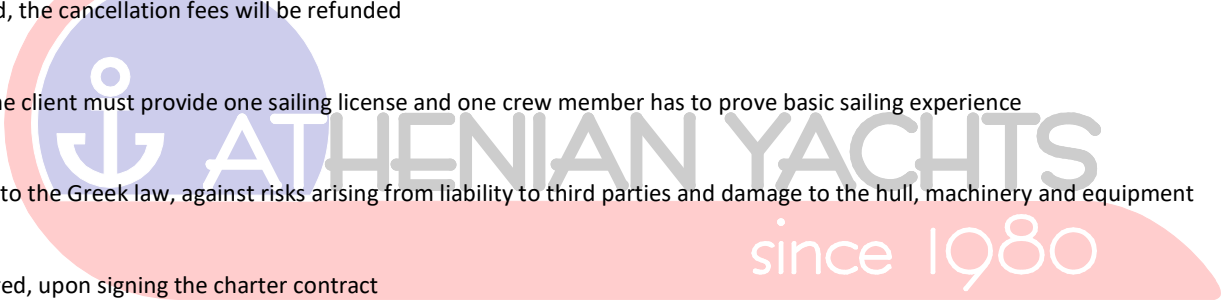 d, the cancellation fees will be refunded
he client must provide one sailing license and one crew member has to prove basic sailing experience
ATHENIAN YACHTS
to the Greek law, against risks arising from liability to third parties and damage to the hull, machinery and equipment
since 1980
ed, upon signing the charter contract